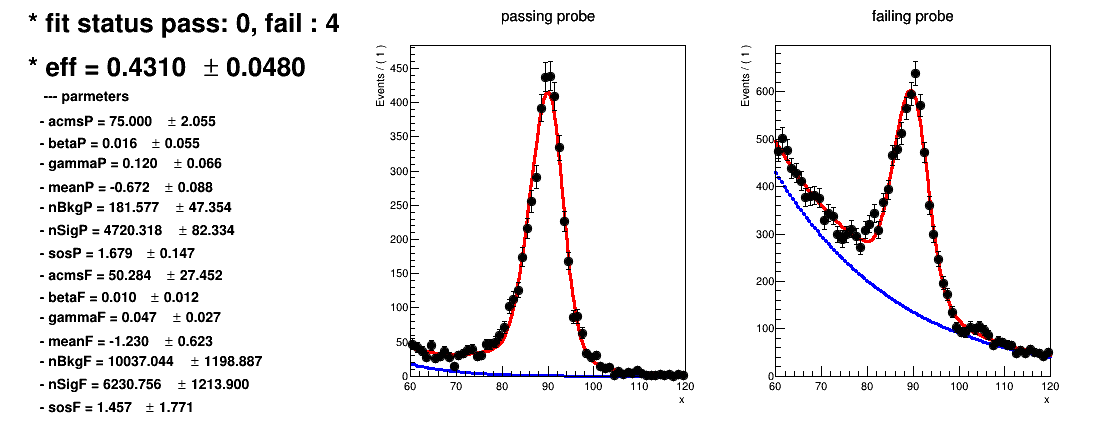 * fit status pass: 0, fail : 4
* eff = 0.4310 ± 0.0480
--- parmeters
- acmsP = 75.000 ± 2.055
- betaP = 0.016 ± 0.055
- gammaP = 0.120 ± 0.066
- meanP = -0.672 ± 0.088
- nBkgP = 181.577 ± 47.354
- nSigP = 4720.318 ± 82.334
- sosP = 1.679 ± 0.147
- acmsF = 50.284 ± 27.452
- betaF = 0.010 ± 0.012
- gammaF = 0.047 ± 0.027
- meanF = -1.230 ± 0.623
- nBkgF = 10037.044 ± 1198.887
- nSigF = 6230.756 ± 1213.900
- sosF = 1.457 ± 1.771
passing probe
Events / ( 1 )
450
400
350
300
250
200
150
100
50
0
60 70 80 90 100 110 120
x
failing probe
Events / ( 1 )
600
500
400
300
200
100
0
60 70 80 90 100 110 120
x